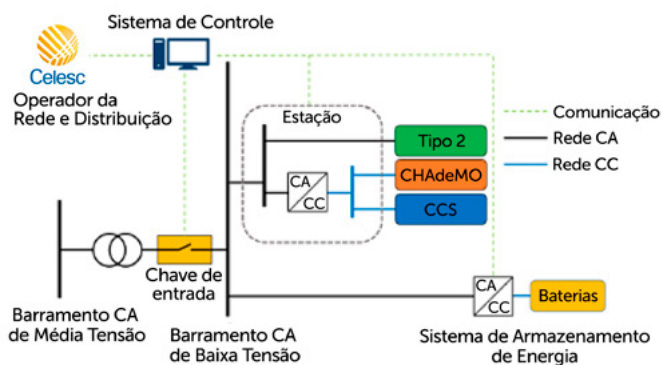 Sistema de Controle
Celesc
Operador da
Rede e Distribuição
Estação
Tipo 2
CHAdeMO
CCS
CA
CC
Comunicação
Rede CA
Rede CC
Chave de
entrada
Barramento CA
de Média Tensão
Barramento CA
de Baixa Tensão
CA
CC
Baterias
Sistema de Armazenamento
de Energia